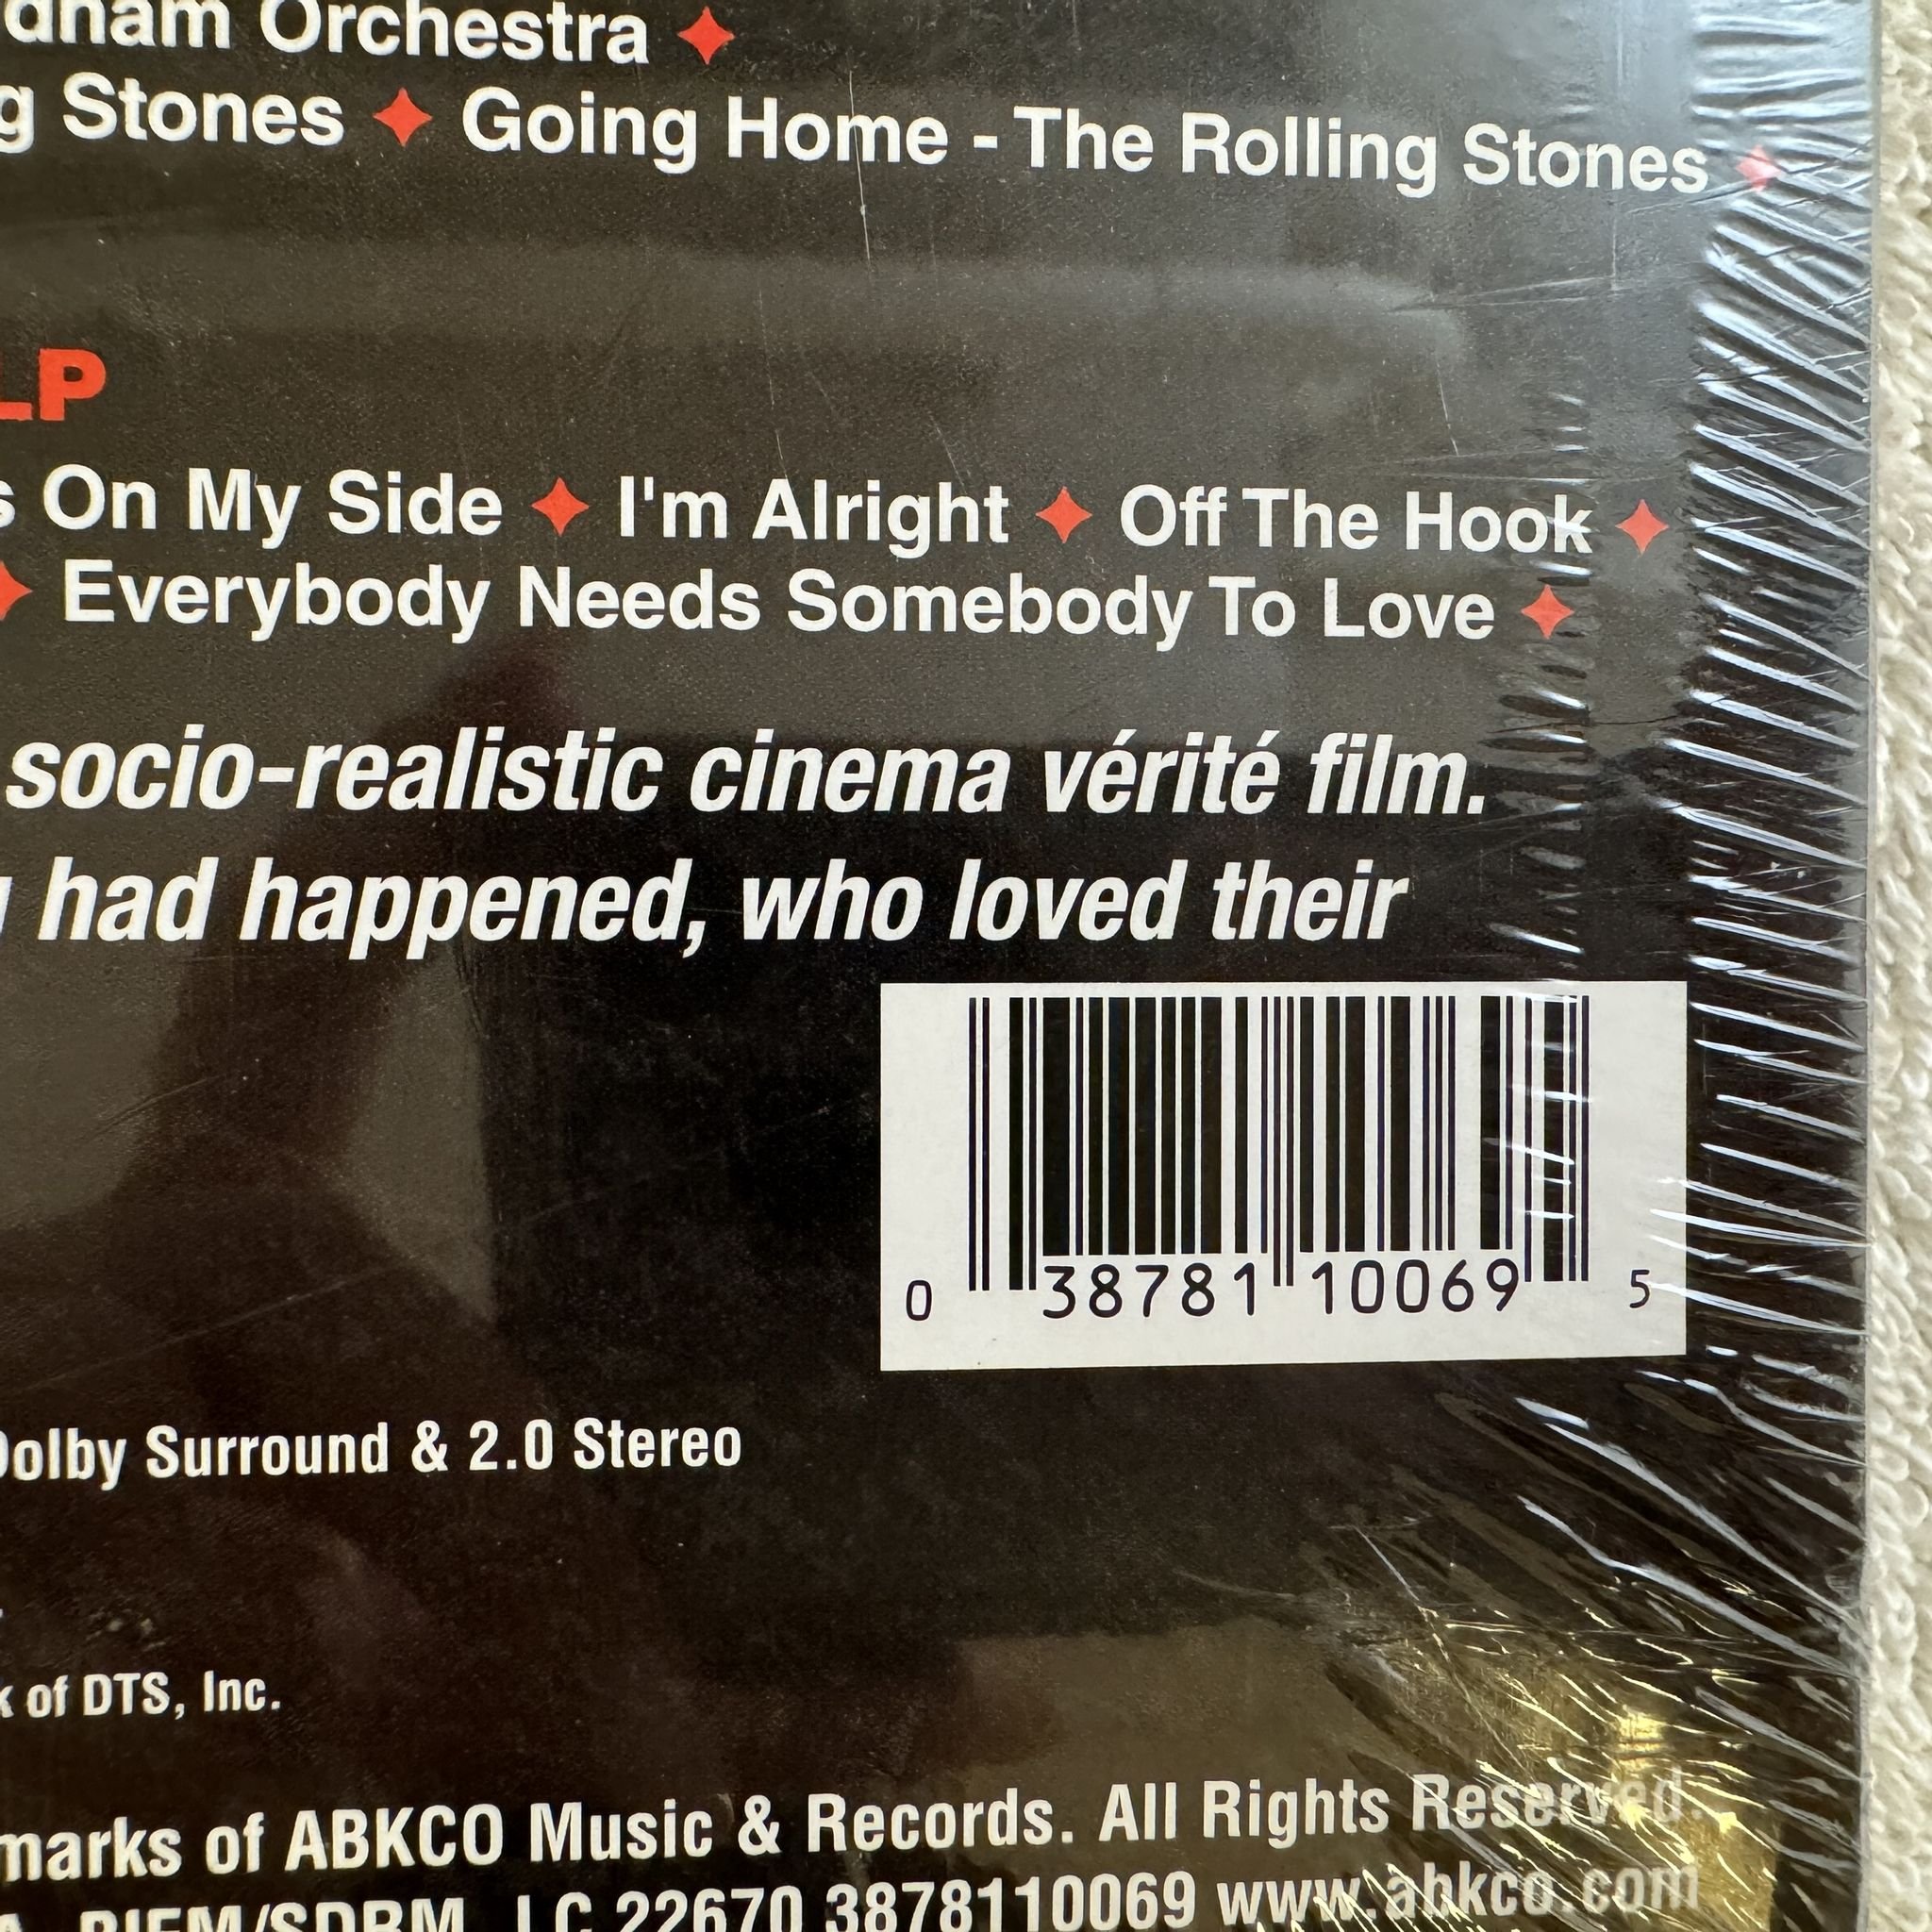 Orchestra ✦
Stones ✦ Going Home - The Rolling Stones ✦
LP
On My Side ✦ I'm Alright ✦ Off The Hook ✦
✦ Everybody Needs Somebody To Love ✦
socio-realistic cinema vérité film.
had happened, who loved their
0 38781 10069 5
Dolby Surround & 2.0 Stereo
of DTS, Inc.
marks of ABKCO Music & Records. All Rights Reserved.
BIEM/SDRM LC 22670 3878110069 www.abkco.com